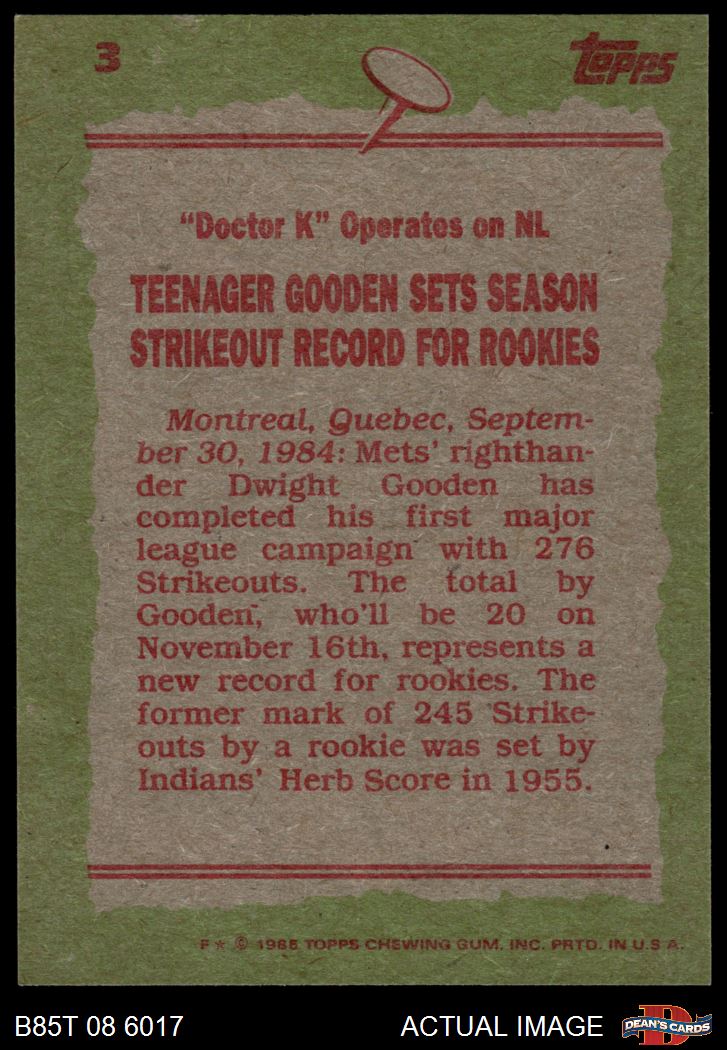 3
Topps
"Doctor K" Operates on NL
TEENAGER GOODEN SETS SEASON
STRIKEOUT RECORD FOR ROOKIES
Montreal, Quebec, Septem-
ber 30, 1984: Mets' righthan-
der Dwight Gooden has
completed his first major
league campaign with 276
Strikeouts. The total by
Gooden, who'll be 20 on
November 16th, represents a
new record for rookies. The
former mark of 245 Strike-
outs by a rookie was set by
Indians' Herb Score in 1955.
F ★ © 1985 TOPPS CHEWING GUM, INC. PRTD. IN U.S.A.
B85T 08 6017
ACTUAL IMAGE
D
DEAN'S CARDS